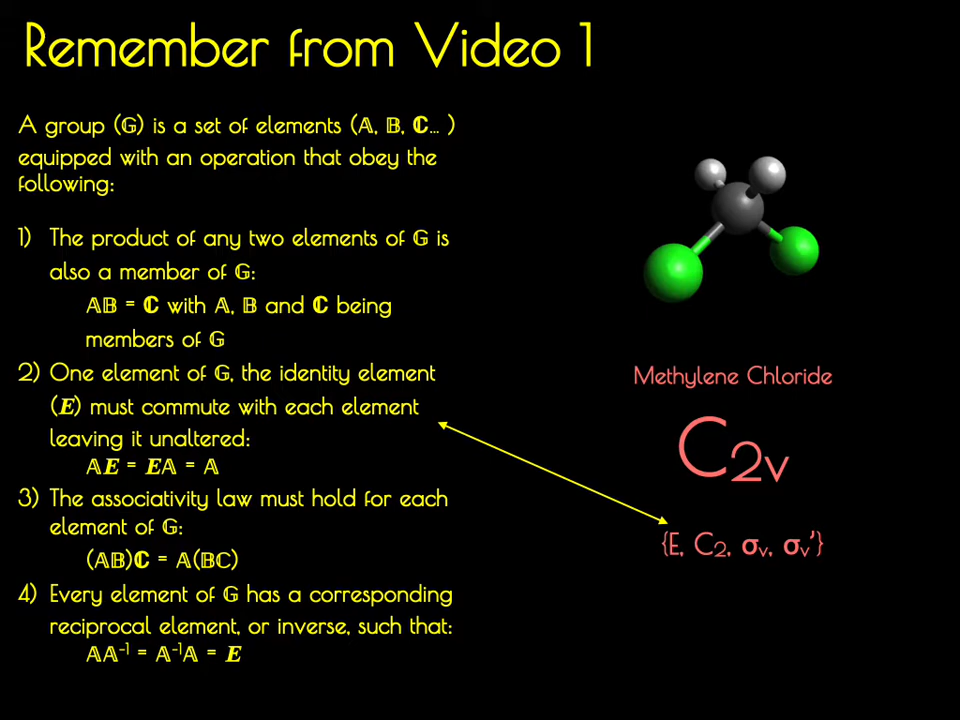 Remember from Video 1
A group (𝔾) is a set of elements (𝔸, 𝔹, ℂ... )
equipped with an operation that obey the
following:
1) The product of any two elements of 𝔾 is
also a member of 𝔾:
𝔸𝔹 = ℂ with 𝔸, 𝔹 and ℂ being
members of 𝔾
2) One element of 𝔾, the identity element
(𝑬) must commute with each element
leaving it unaltered:
𝔸𝑬 = 𝑬𝔸 = 𝔸
3) The associativity law must hold for each
element of 𝔾:
(𝔸𝔹)ℂ = 𝔸(𝔹ℂ)
4) Every element of 𝔾 has a corresponding
reciprocal element, or inverse, such that:
𝔸𝔸⁻¹ = 𝔸⁻¹𝔸 = 𝑬
Methylene Chloride
C₂ᵥ
{E, C₂, σᵥ, σᵥ'}